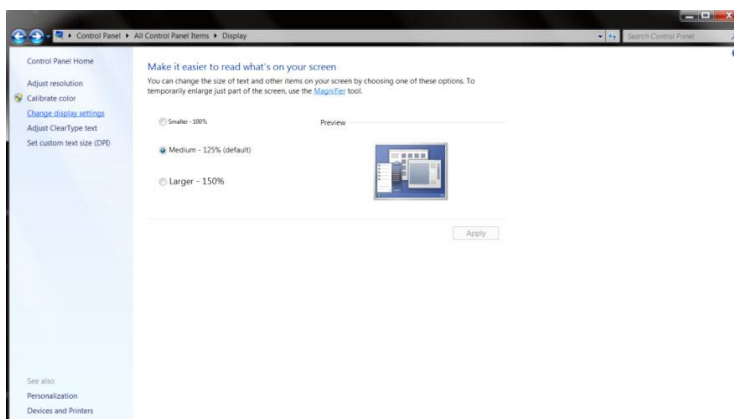 Control Panel ▸ All Control Panel Items ▸ Display
Search Control Panel
Control Panel Home
Adjust resolution
Calibrate color
Change display settings
Adjust ClearType text
Set custom text size (DPI)
Make it easier to read what's on your screen
You can change the size of text and other items on your screen by choosing one of these options. To
temporarily enlarge just part of the screen, use the Magnifier tool.
Smaller - 100%
Preview
Medium - 125% (default)
Larger - 150%
Apply
See also
Personalization
Devices and Printers